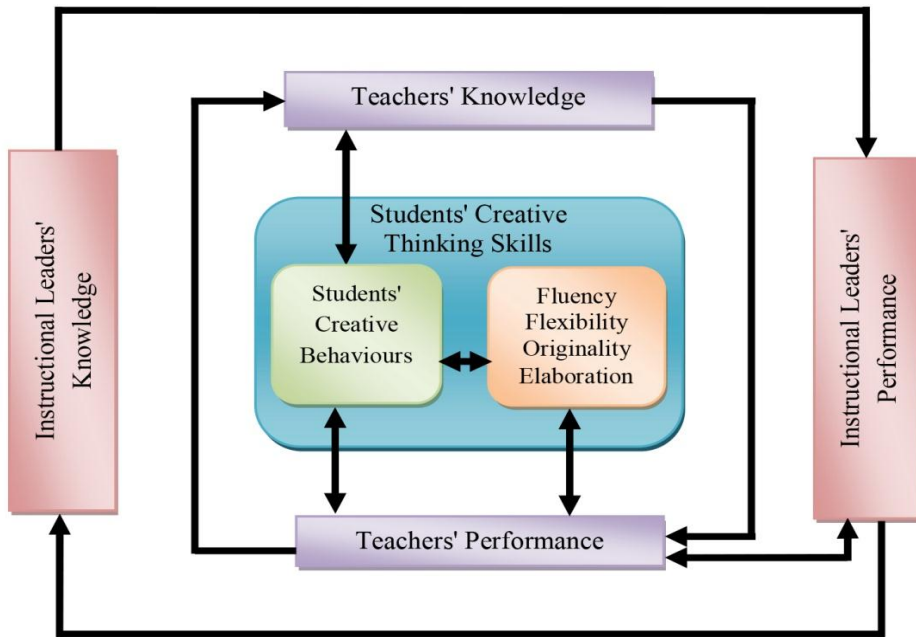 Teachers' Knowledge
Instructional Leaders'
Knowledge
Students' Creative
Thinking Skills
Students'
Creative
Behaviours
Fluency
Flexibility
Originality
Elaboration
Instructional Leaders'
Performance
Teachers' Performance